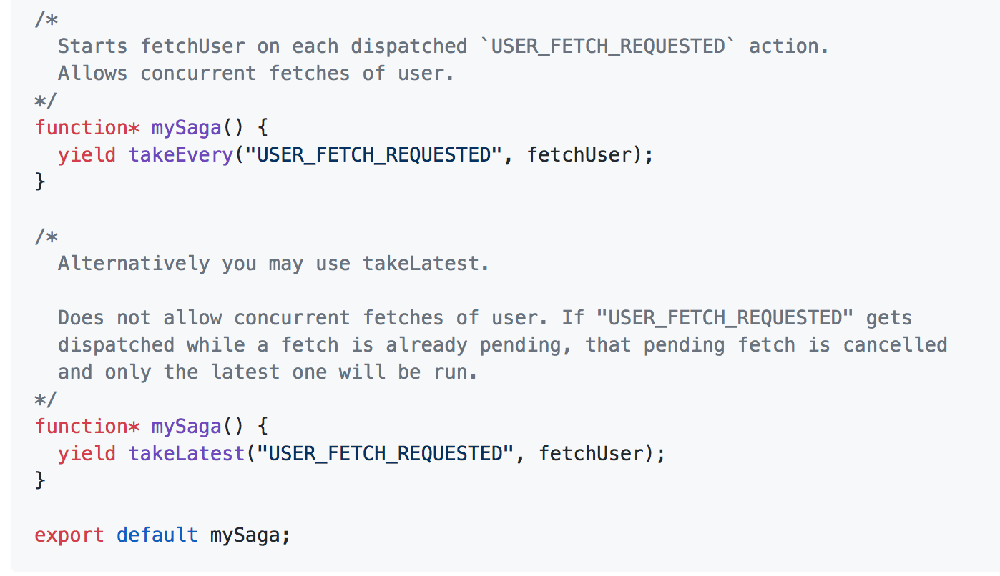 /*
  Starts fetchUser on each dispatched `USER_FETCH_REQUESTED` action.
  Allows concurrent fetches of user.
*/
function* mySaga() {
  yield takeEvery("USER_FETCH_REQUESTED", fetchUser);
}

/*
  Alternatively you may use takeLatest.

  Does not allow concurrent fetches of user. If "USER_FETCH_REQUESTED" gets
  dispatched while a fetch is already pending, that pending fetch is cancelled
  and only the latest one will be run.
*/
function* mySaga() {
  yield takeLatest("USER_FETCH_REQUESTED", fetchUser);
}

export default mySaga;